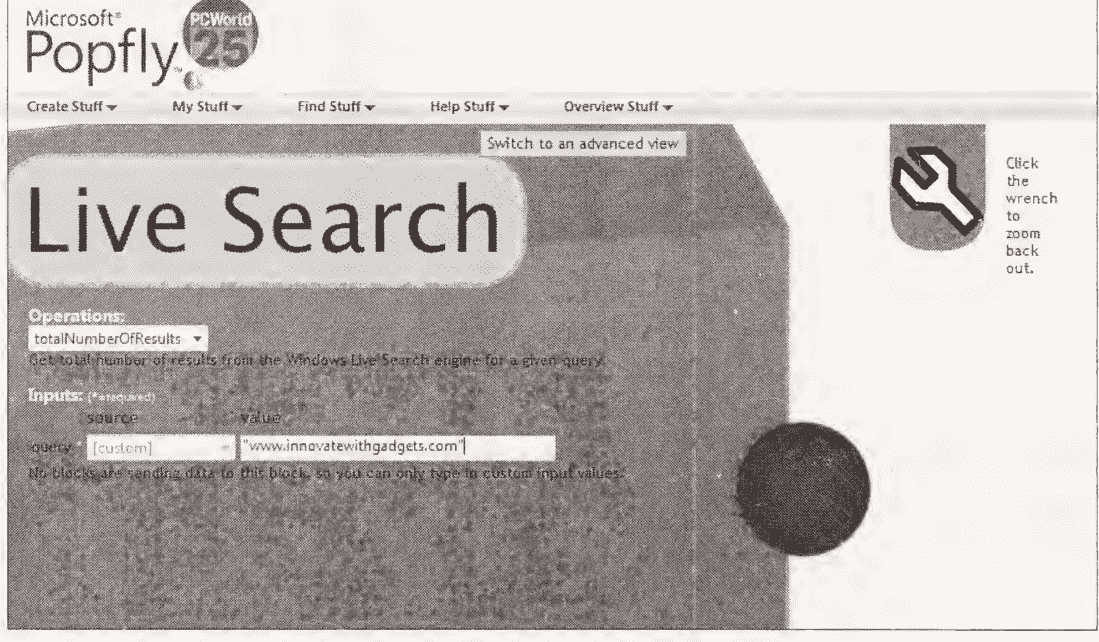 Microsoft®
Popfly™
PCWorld
25
Create Stuff My Stuff Find Stuff Help Stuff Overview Stuff
Switch to an advanced view
Live Search
Click
the
wrench
to
zoom
back
out.
Operations:
totalNumberOfResults
Get total number of results from the Windows Live Search engine for a given query.
Inputs: (*=required)
source value
query * [custom] "www.innovatewithgadgets.com"
No blocks are sending data to this block, so you can only type in custom input values.